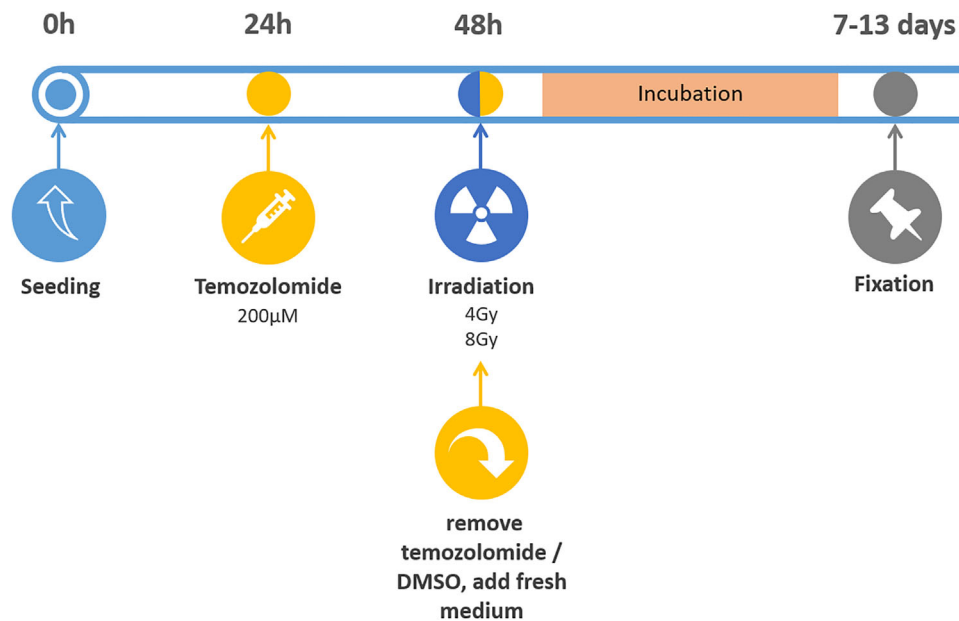 0h
24h
48h
7-13 days
Incubation
Seeding
Temozolomide
200µM
Irradiation
4Gy
8Gy
Fixation
remove
temozolomide /
DMSO, add fresh
medium